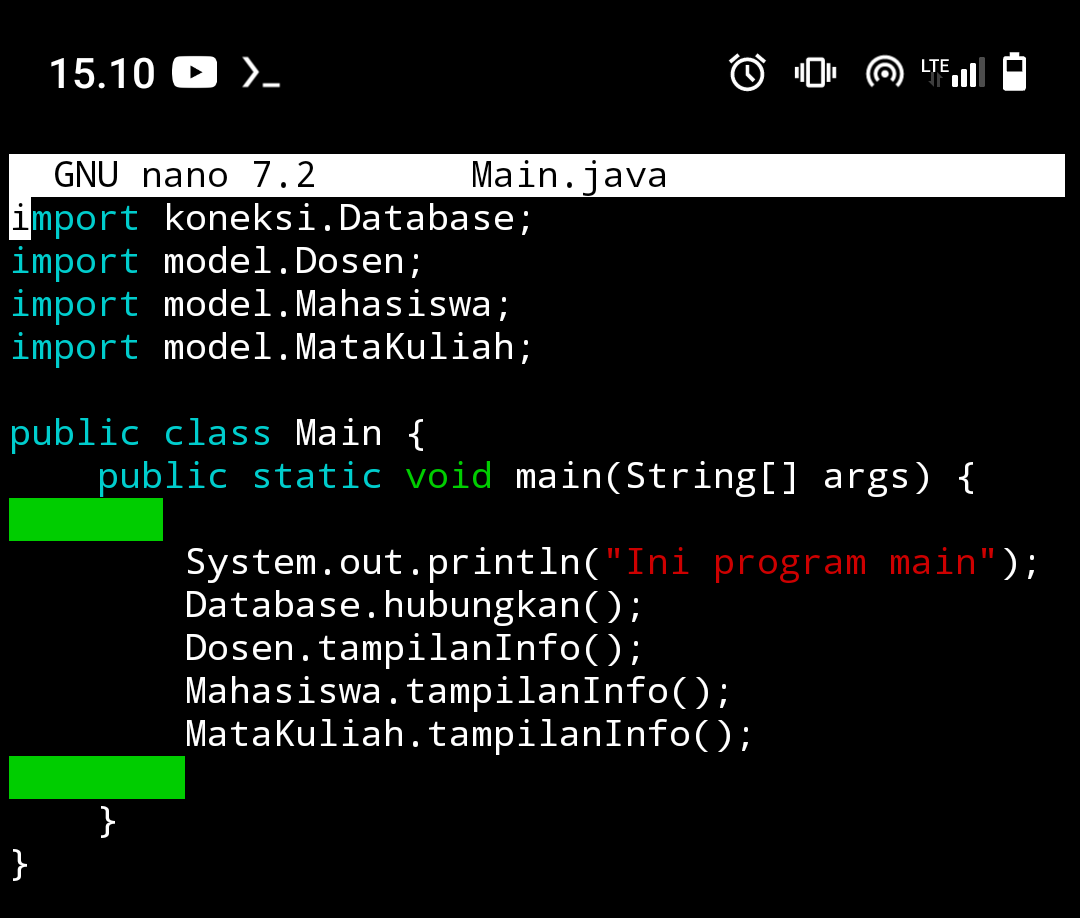 15.10 LTE
GNU nano 7.2 Main.java
import koneksi.Database;
import model.Dosen;
import model.Mahasiswa;
import model.MataKuliah;
public class Main {
public static void main(String[] args) {
System.out.println("Ini program main");
Database.hubungkan();
Dosen.tampilanInfo();
Mahasiswa.tampilanInfo();
MataKuliah.tampilanInfo();
}
}